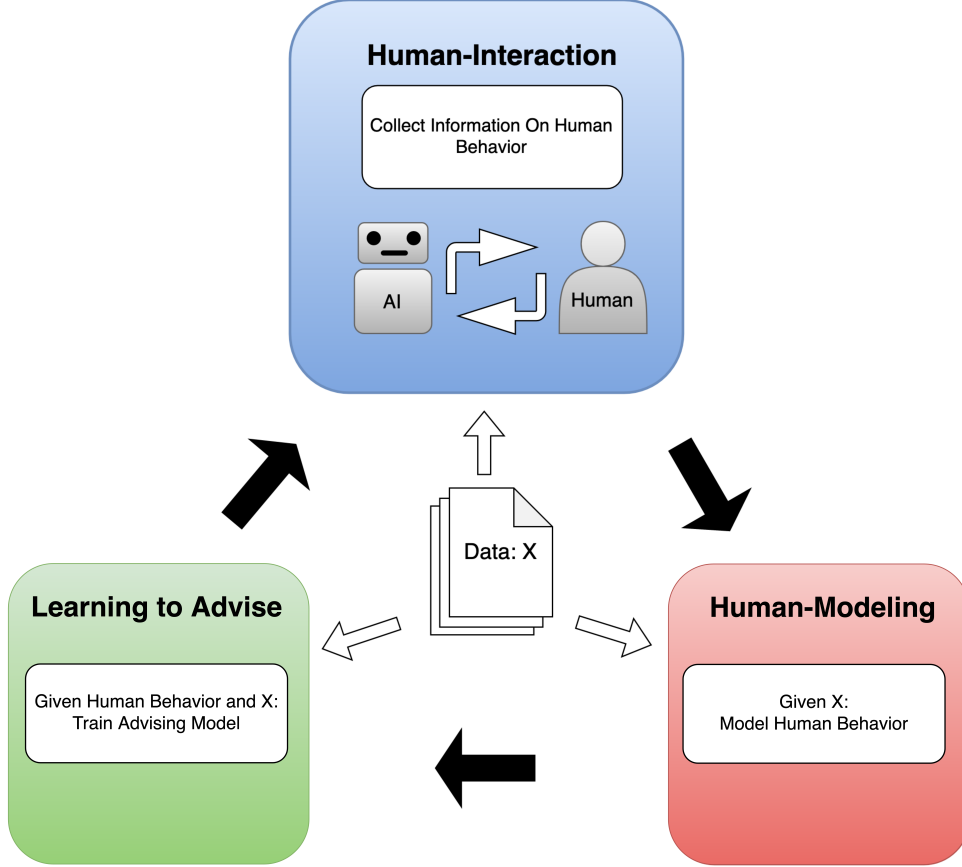 Human-Interaction
Collect Information On Human
Behavior
AI
Human
Data: X
Learning to Advise
Given Human Behavior and X:
Train Advising Model
Human-Modeling
Given X:
Model Human Behavior